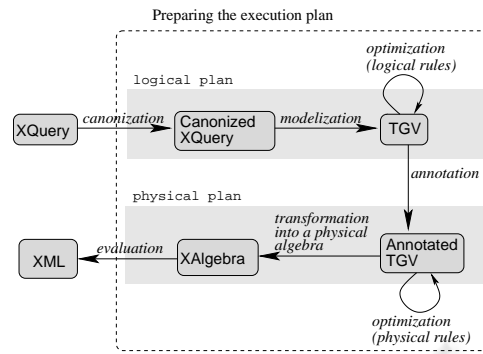 Preparing the execution plan
optimization
(logical rules)
logical plan
canonization
modelization
XQuery
Canonized
XQuery
TGV
annotation
physical plan
transformation
into a physical
algebra
evaluation
XML
XAlgebra
Annotated
TGV
optimization
(physical rules)